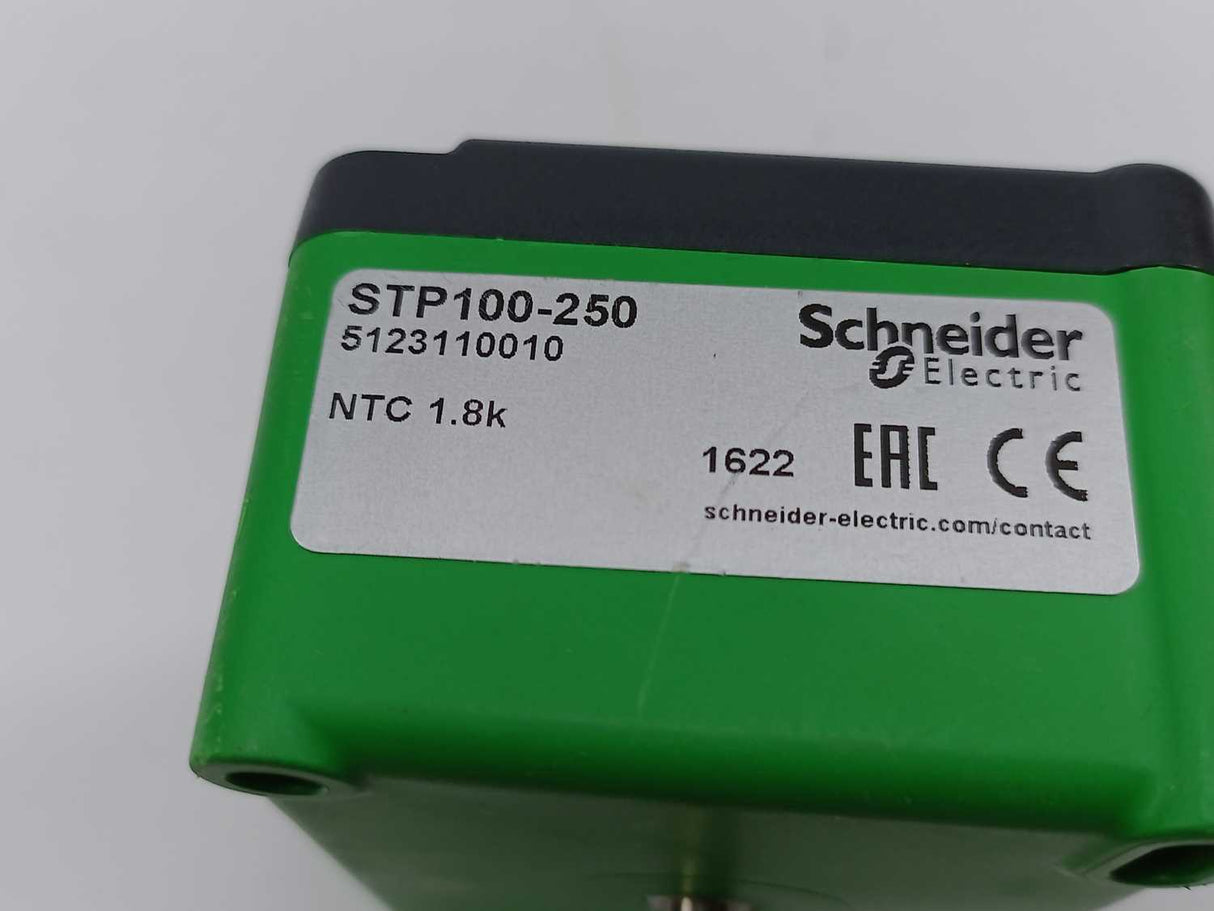 STP100-250
5123110010
NTC 1.8k
Schneider
Electric
1622 EAC CE
schneider-electric.com/contact